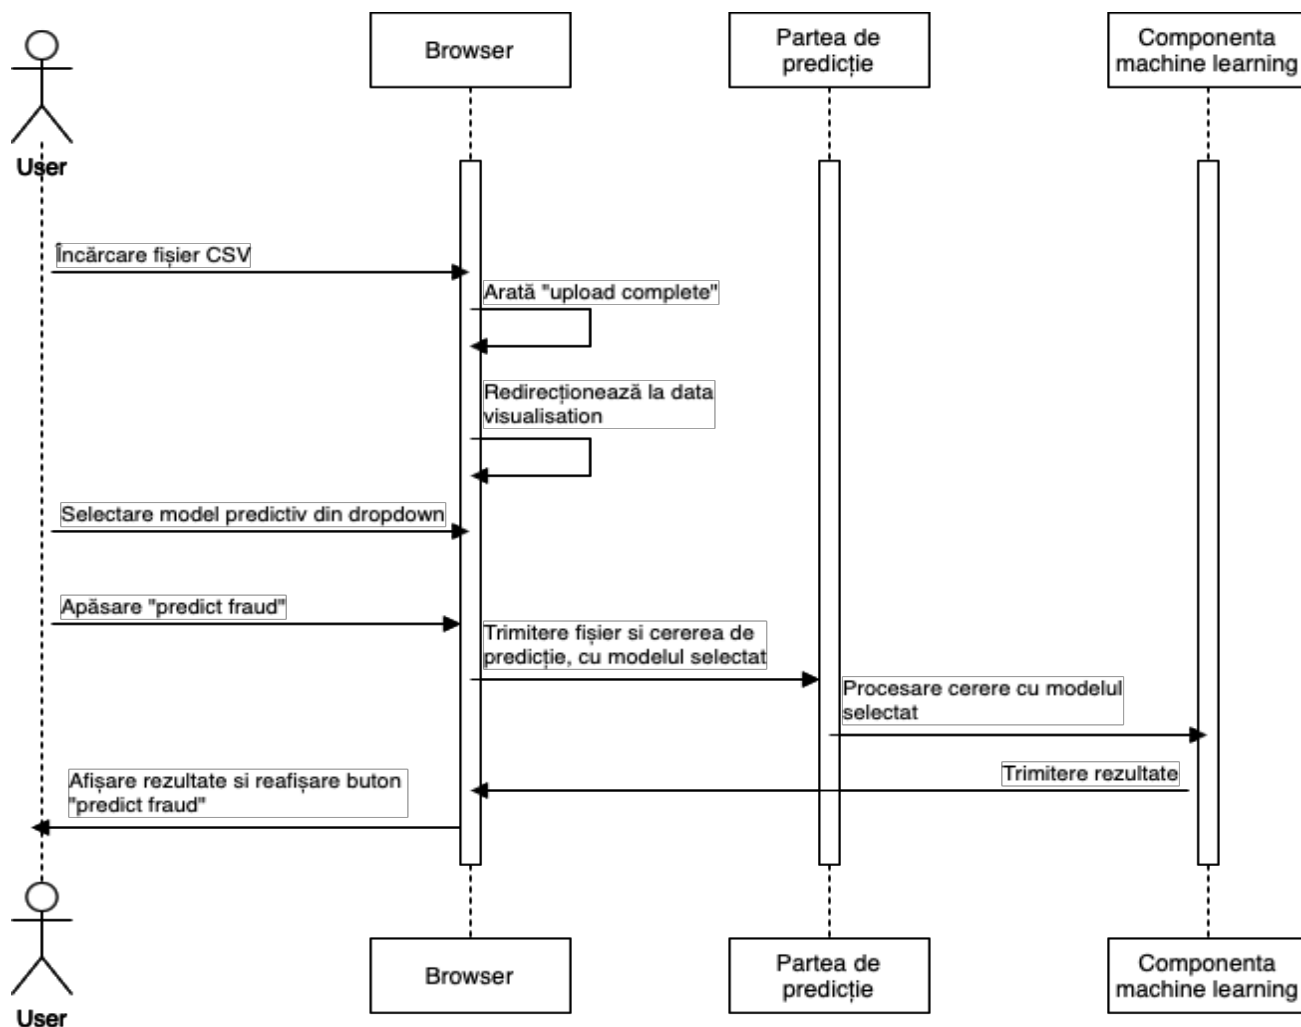 Browser
Partea de
predicție
Componenta
machine learning
User
Încărcare fișier CSV
Arată "upload complete"
Redirecționează la data
visualisation
Selectare model predictiv din dropdown
Apăsare "predict fraud"
Trimitere fișier si cererea de
predicție, cu modelul selectat
Procesare cerere cu modelul
selectat
Trimitere rezultate
Afișare rezultate si reafișare buton
"predict fraud"
Browser
Partea de
predicție
Componenta
machine learning
User